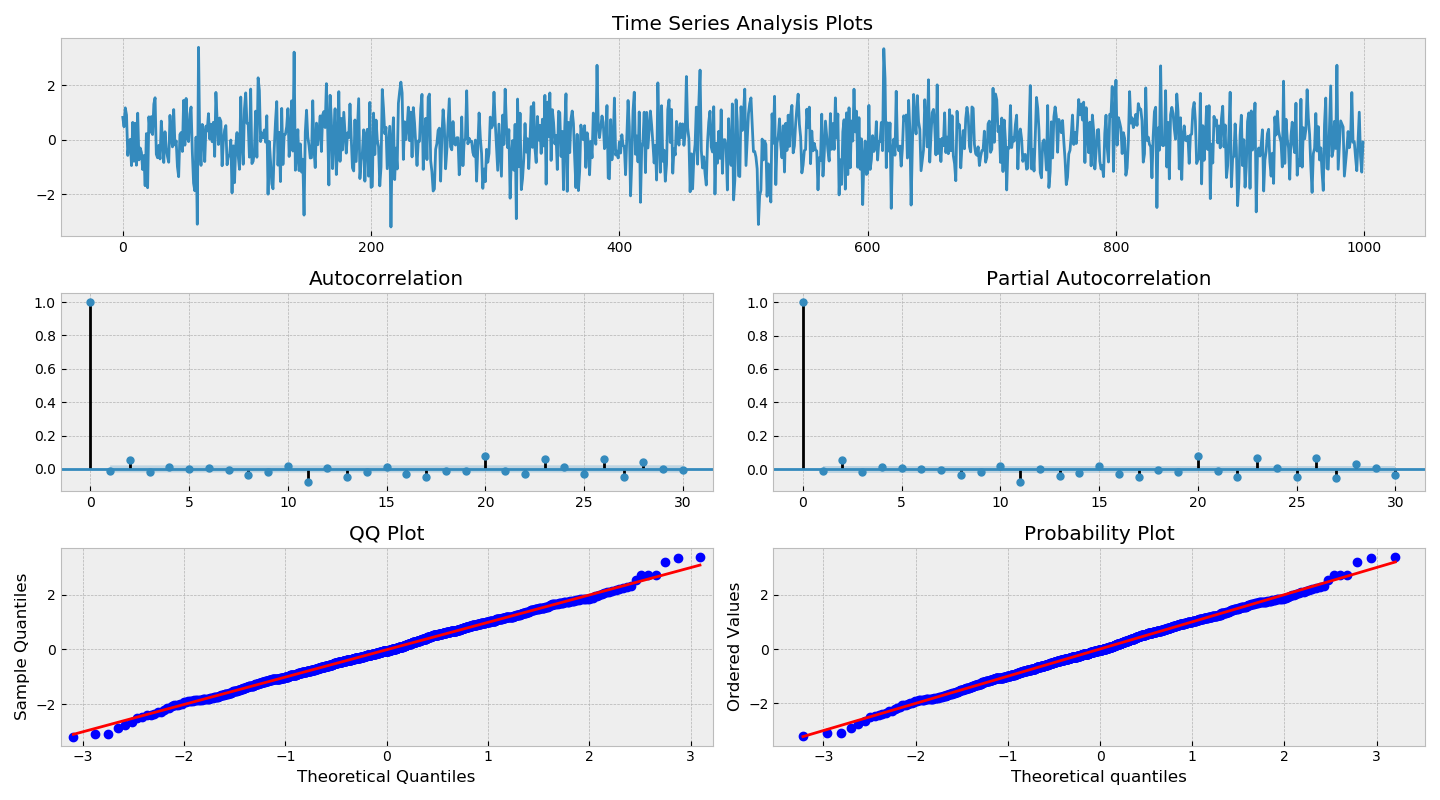 Time Series Analysis Plots
2
0
−2
0 200 400 600 800 1000
Autocorrelation
1.0
0.8
0.6
0.4
0.2
0.0
0 5 10 15 20 25 30
Partial Autocorrelation
1.0
0.8
0.6
0.4
0.2
0.0
0 5 10 15 20 25 30
QQ Plot
Sample Quantiles
2
0
−2
−3 −2 −1 0 1 2 3
Theoretical Quantiles
Probability Plot
Ordered Values
2
0
−2
−3 −2 −1 0 1 2 3
Theoretical quantiles